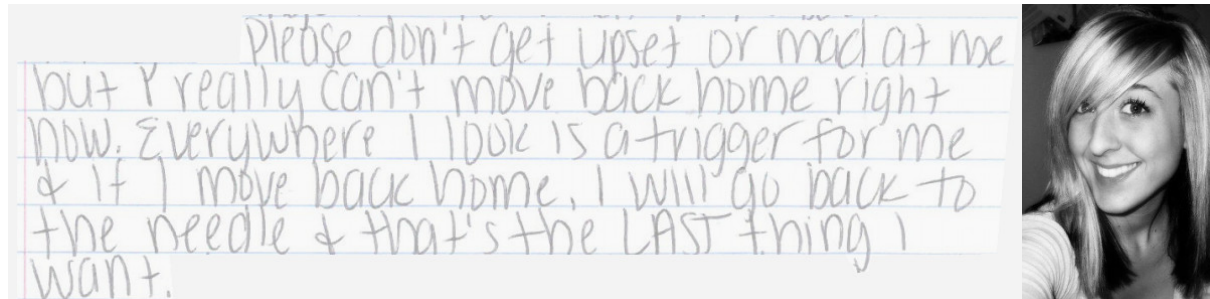 Please don't get upset or mad at me
but I really can't move back home right
now. Everywhere I look is a trigger for me
& if I move back home, I will go back to
the needle & that's the LAST thing I
want.